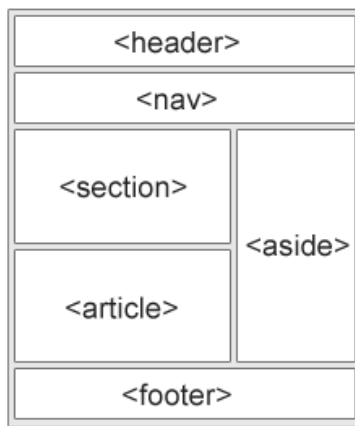 <header>
<nav>
<section>
<article>
<aside>
<footer>